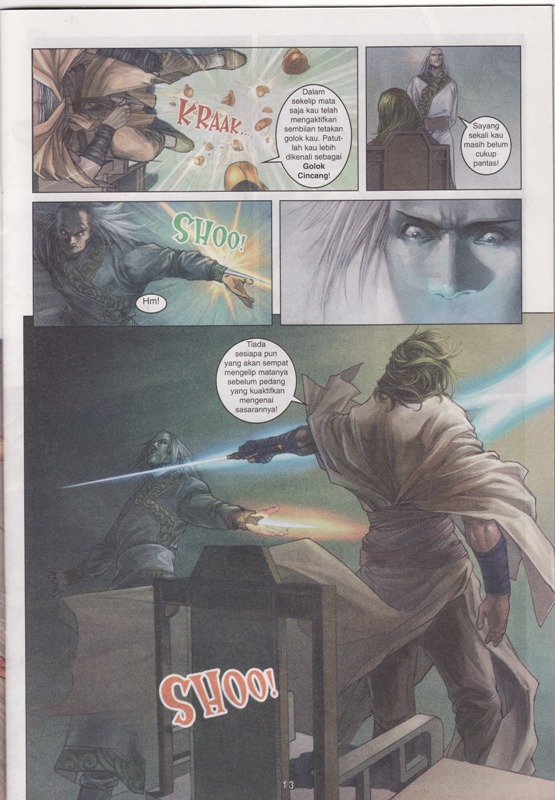 KRAAK...
Dalam
sekelip mata
saja kau telah
mengaktifkan
sembilan tetakan
golok kau. Patut-
lah kau lebih
dikenali sebagai
Golok
Cincang!
Sayang
sekali kau
masih belum
cukup
pantas!
SHOO!
Hm!
Tiada
sesiapa pun
yang akan sempat
mengelip matanya
sebelum pedang
yang kuaktifkan
mengenai
sasarannya!
SHOO!
13